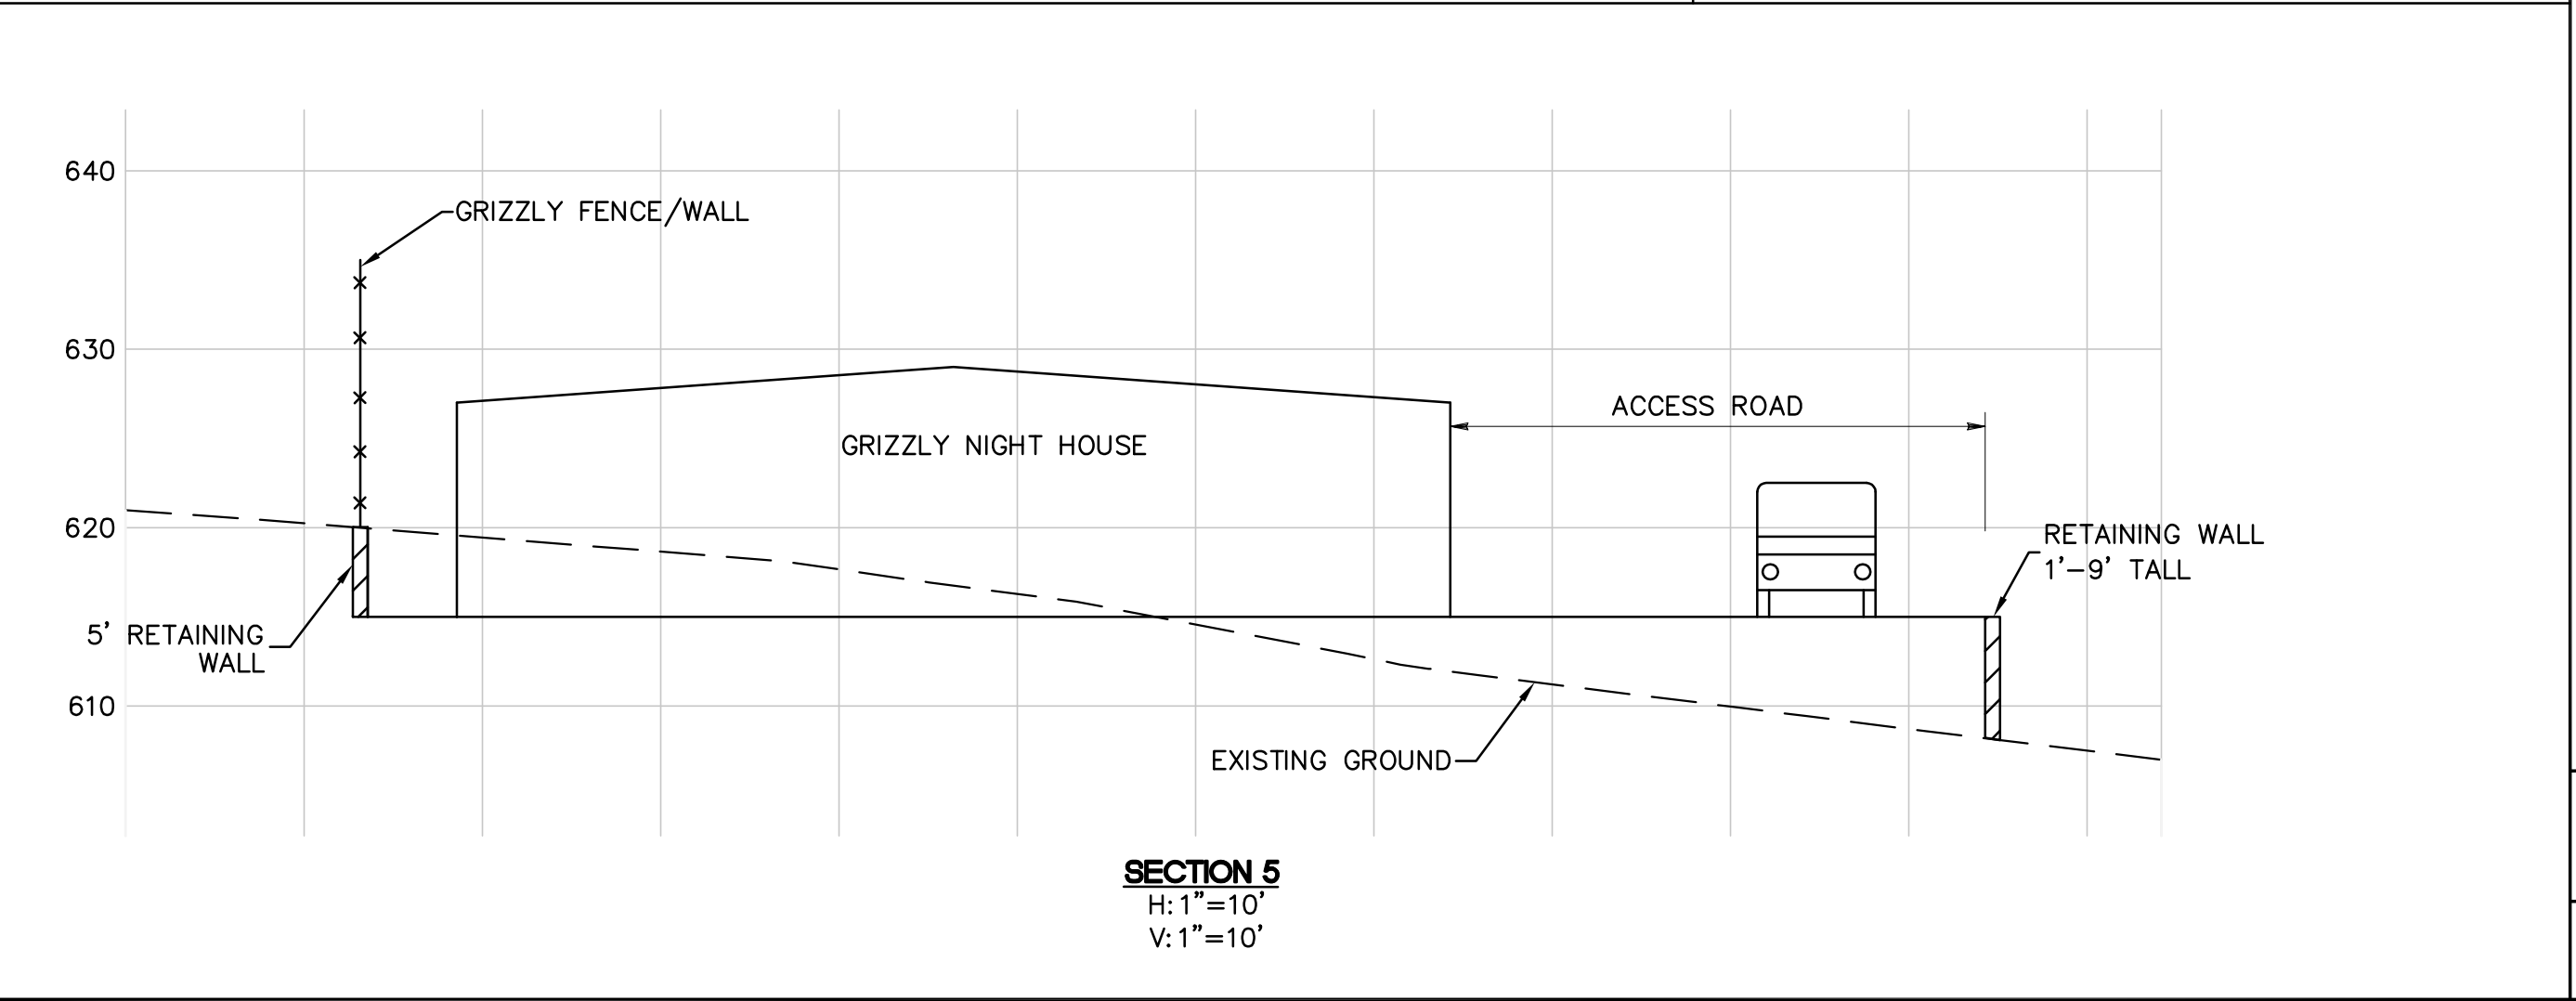 640
GRIZZLY FENCE/WALL
630
ACCESS ROAD
GRIZZLY NIGHT HOUSE
620
RETAINING WALL
1'-9' TALL
5' RETAINING
WALL
610
EXISTING GROUND
SECTION 5
H: 1"=10'
V: 1"=10'